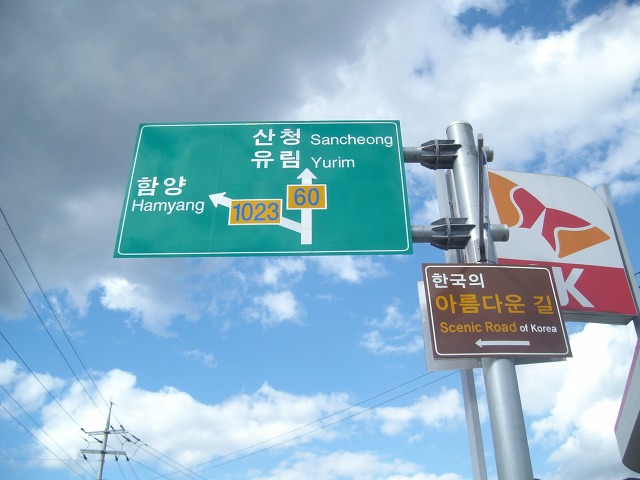 산청 Sancheong
유림 Yurim
함양
Hamyang
1023
60
한국의
아름다운 길
Scenic Road of Korea
K